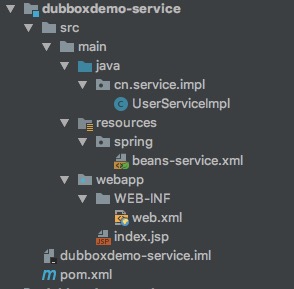 dubboxdemo-service
src
main
java
cn.service.impl
UserServiceImpl
resources
spring
beans-service.xml
webapp
WEB-INF
web.xml
index.jsp
dubboxdemo-service.iml
pom.xml